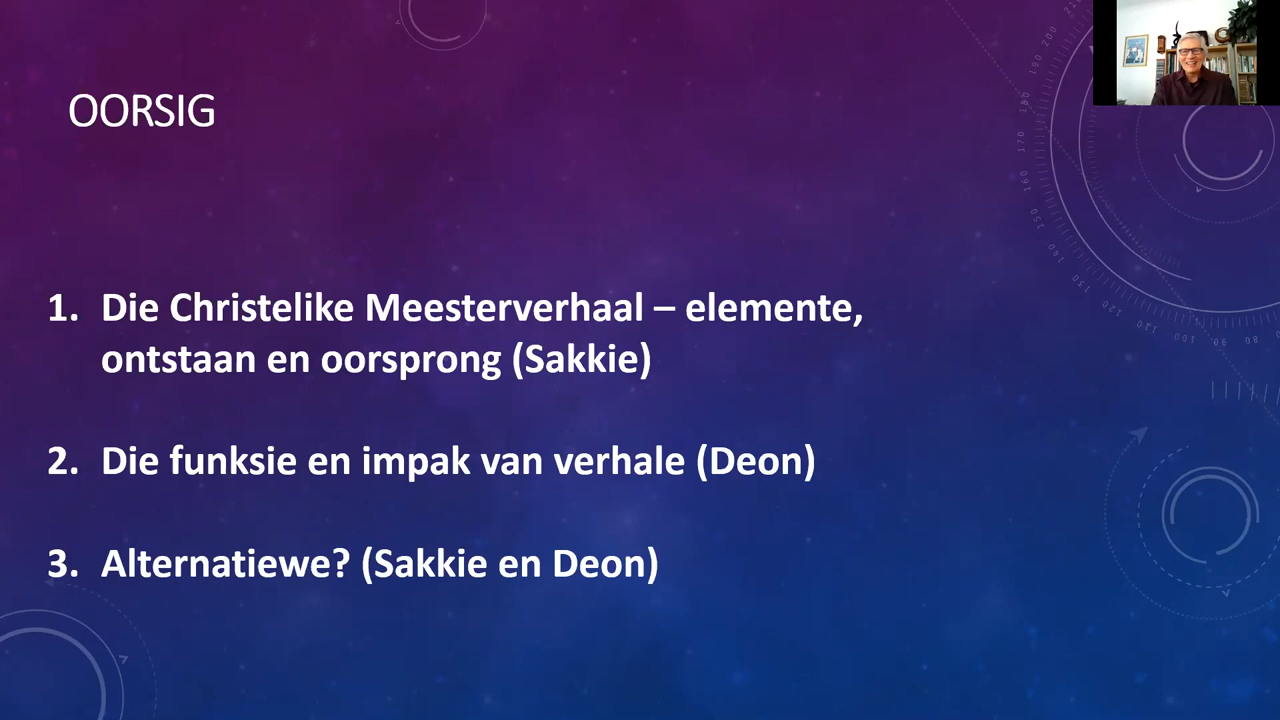 OORSIG
1. Die Christelike Meesterverhaal – elemente,
ontstaan en oorsprong (Sakkie)
2. Die funksie en impak van verhale (Deon)
3. Alternatiewe? (Sakkie en Deon)